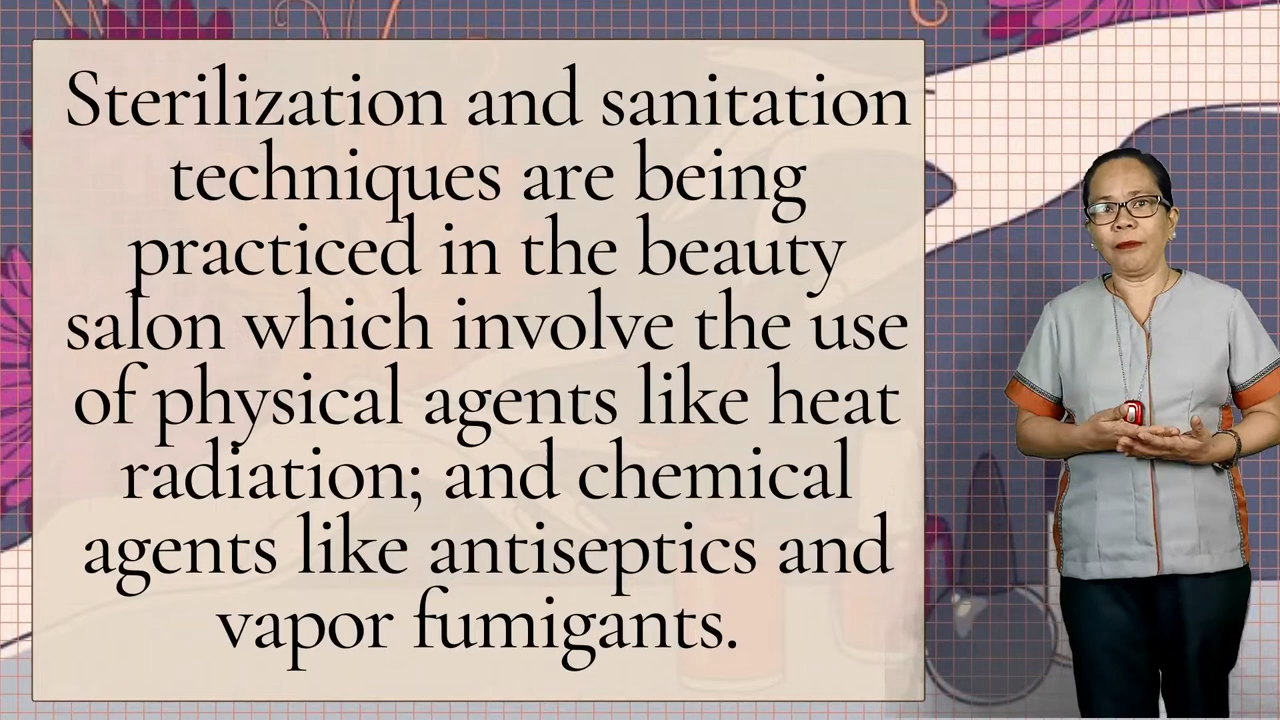 Sterilization and sanitation
techniques are being
practiced in the beauty
salon which involve the use
of physical agents like heat
radiation; and chemical
agents like antiseptics and
vapor fumigants.